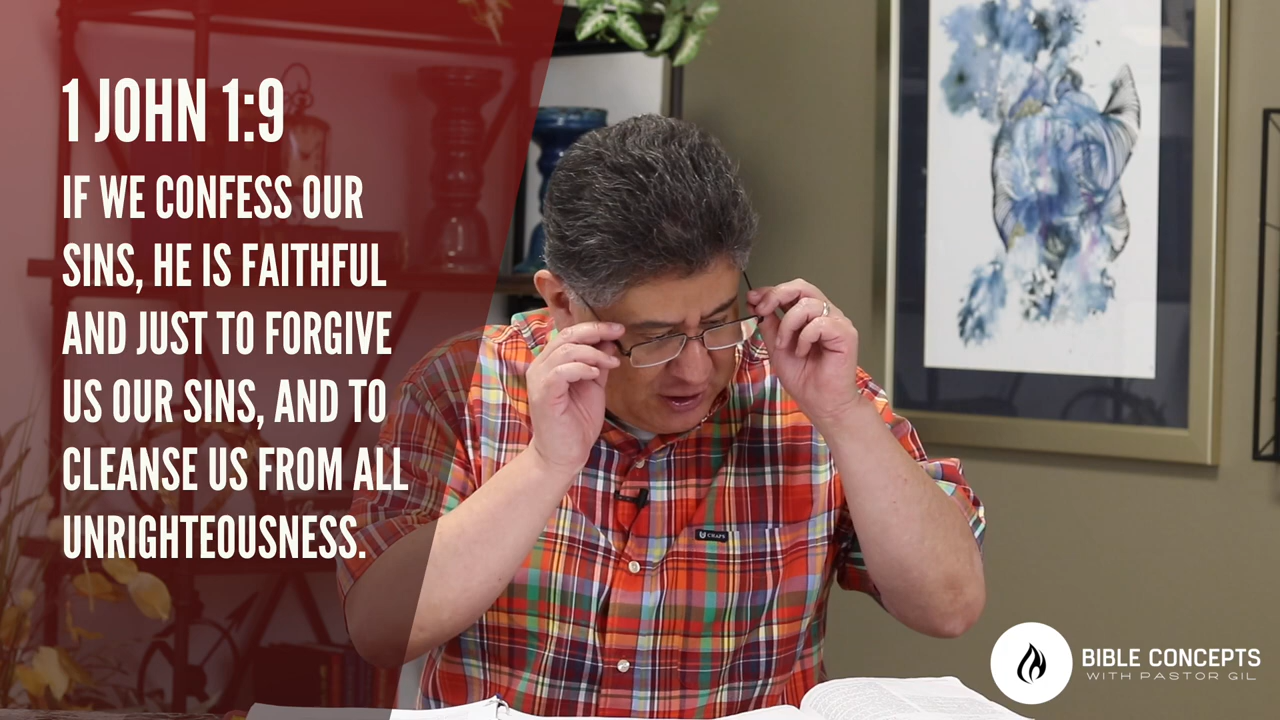 1 JOHN 1:9
IF WE CONFESS OUR
SINS, HE IS FAITHFUL
AND JUST TO FORGIVE
US OUR SINS, AND TO
CLEANSE US FROM ALL
UNRIGHTEOUSNESS.
CHAPS
BIBLE CONCEPTS
WITH PASTOR GIL